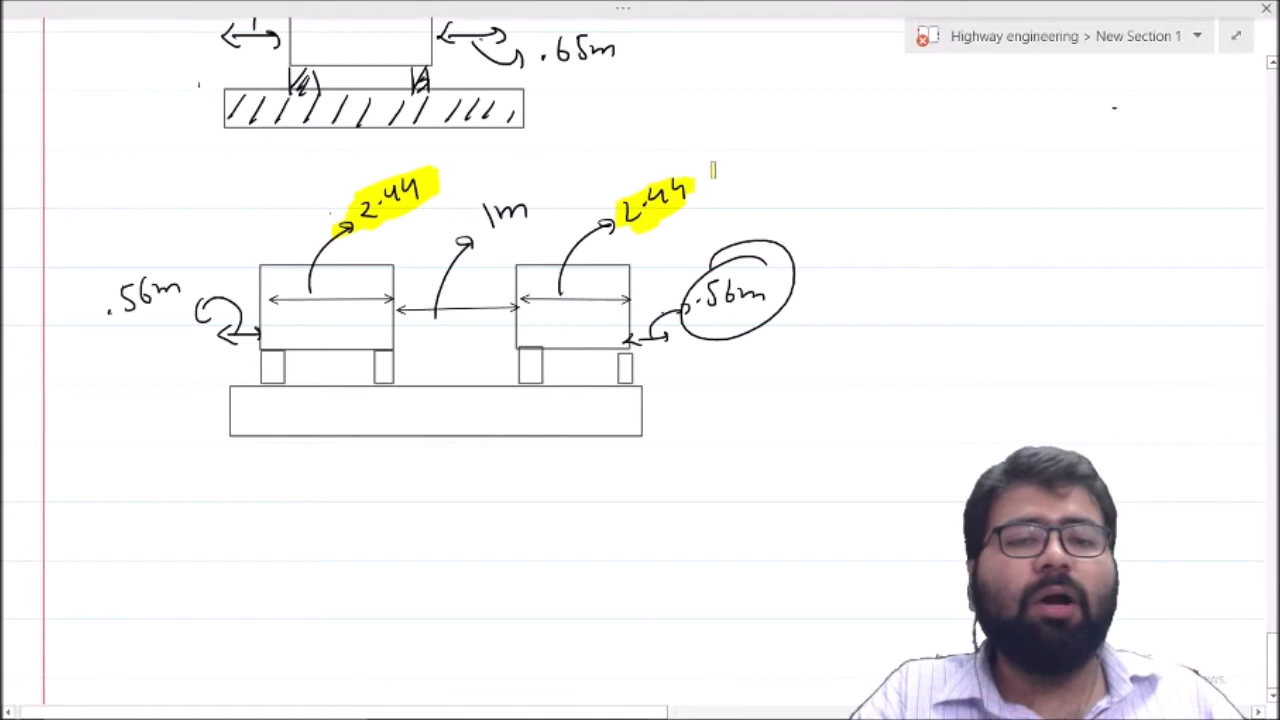 Highway engineering > New Section 1
.65m
2.44
1m
2.44
.56m
.56m